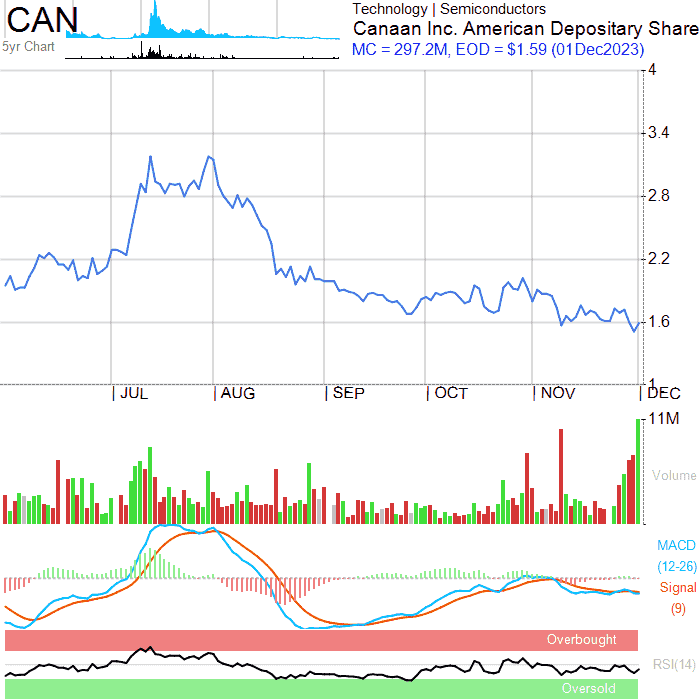 CAN
5yr Chart
Technology | Semiconductors
Canaan Inc. American Depositary Share
MC = 297.2M, EOD = $1.59 (01Dec2023)
4
3.4
2.8
2.2
1.6
1
JUL AUG SEP OCT NOV DEC
11M
Volume
MACD
(12-26)
Signal
(9)
Overbought
RSI(14)
Oversold